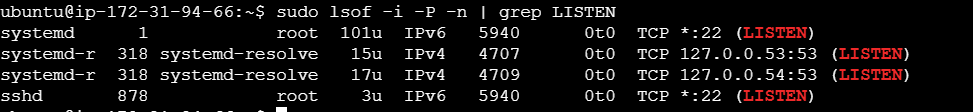 ubuntu@ip-172-31-94-66:~$ sudo lsof -i -P -n | grep LISTEN
systemd 1 root 101u IPv6 5940 0t0 TCP *:22 (LISTEN)
systemd-r 318 systemd-resolve 15u IPv4 4707 0t0 TCP 127.0.0.53:53 (LISTEN)
systemd-r 318 systemd-resolve 17u IPv4 4709 0t0 TCP 127.0.0.54:53 (LISTEN)
sshd 878 root 3u IPv6 5940 0t0 TCP *:22 (LISTEN)